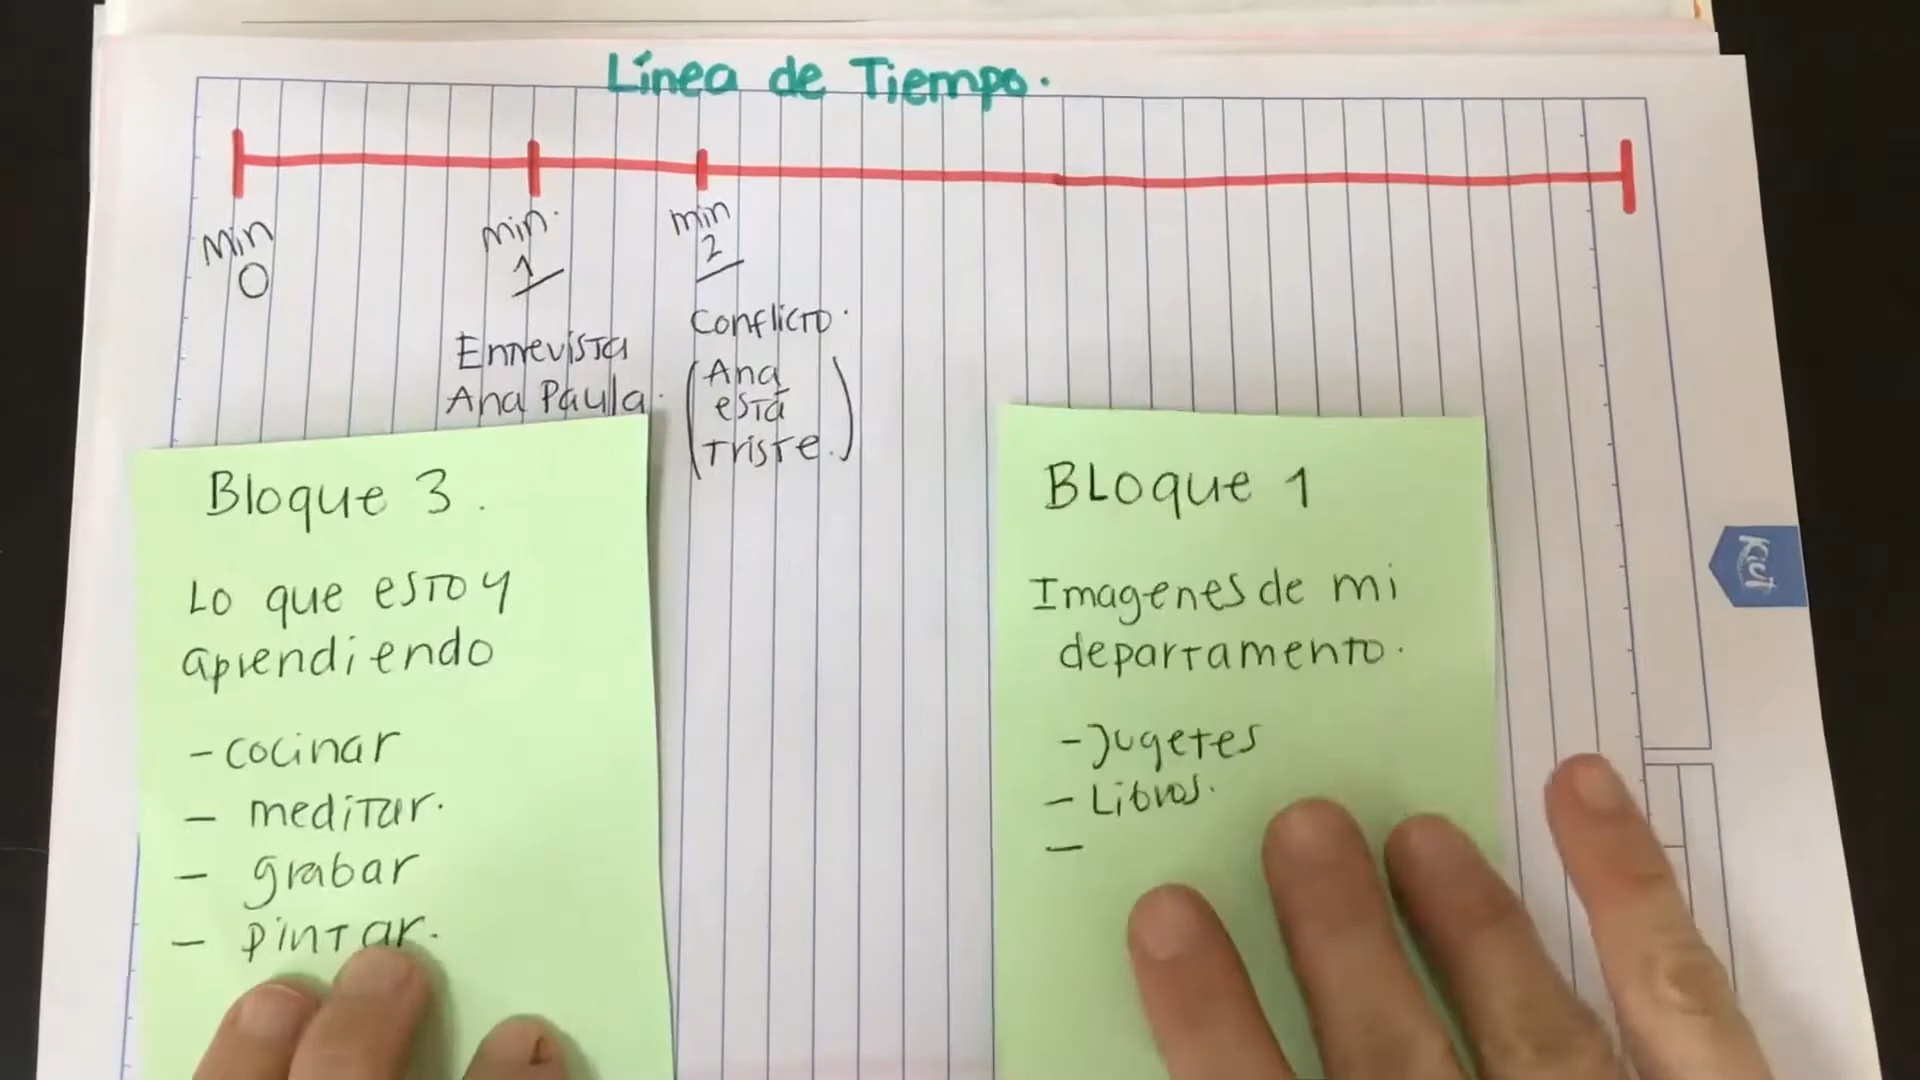 Línea de Tiempo.
Min
0
min.
1
min
2
Entrevista
Ana Paula.
Conflicto.
(Ana
está
triste.)
Bloque 3.
Lo que estoy
aprendiendo
- cocinar
- meditar.
- grabar
- pintar.
BLoque 1
Imagenes de mi
departamento.
- Jugetes
- Libros.
-
Kiut